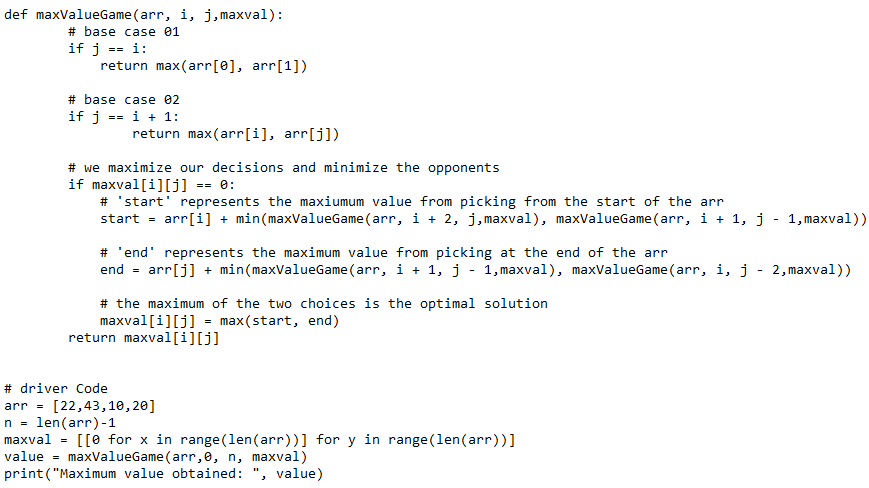 def maxValueGame(arr, i, j,maxval):
        # base case 01
        if j == i:
            return max(arr[0], arr[1])

        # base case 02
        if j == i + 1:
                return max(arr[i], arr[j])

        # we maximize our decisions and minimize the opponents
        if maxval[i][j] == 0:
            # 'start' represents the maxiumum value from picking from the start of the arr
            start = arr[i] + min(maxValueGame(arr, i + 2, j,maxval), maxValueGame(arr, i + 1, j - 1,maxval))

            # 'end' represents the maximum value from picking at the end of the arr
            end = arr[j] + min(maxValueGame(arr, i + 1, j - 1,maxval), maxValueGame(arr, i, j - 2,maxval))

            # the maximum of the two choices is the optimal solution
            maxval[i][j] = max(start, end)
        return maxval[i][j]


# driver Code
arr = [22,43,10,20]
n = len(arr)-1
maxval = [[0 for x in range(len(arr))] for y in range(len(arr))]
value = maxValueGame(arr,0, n, maxval)
print("Maximum value obtained: ", value)